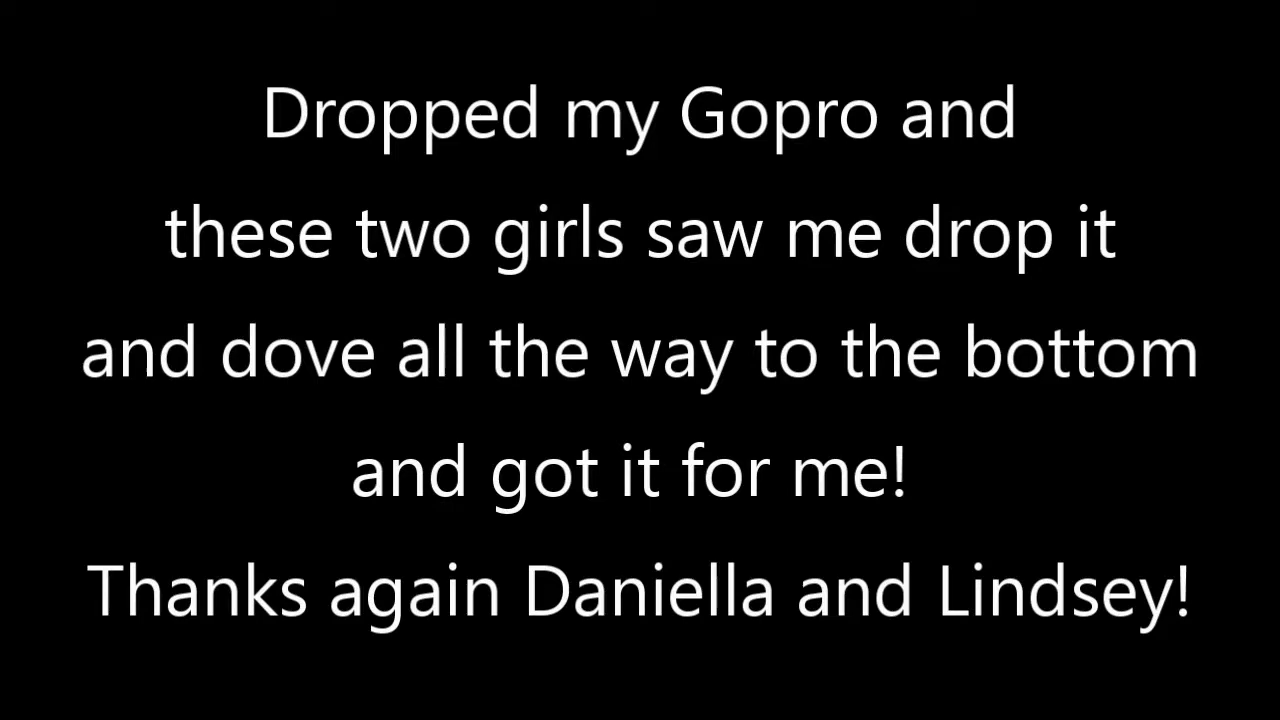 Dropped my Gopro and
these two girls saw me drop it
and dove all the way to the bottom
and got it for me!
Thanks again Daniella and Lindsey!